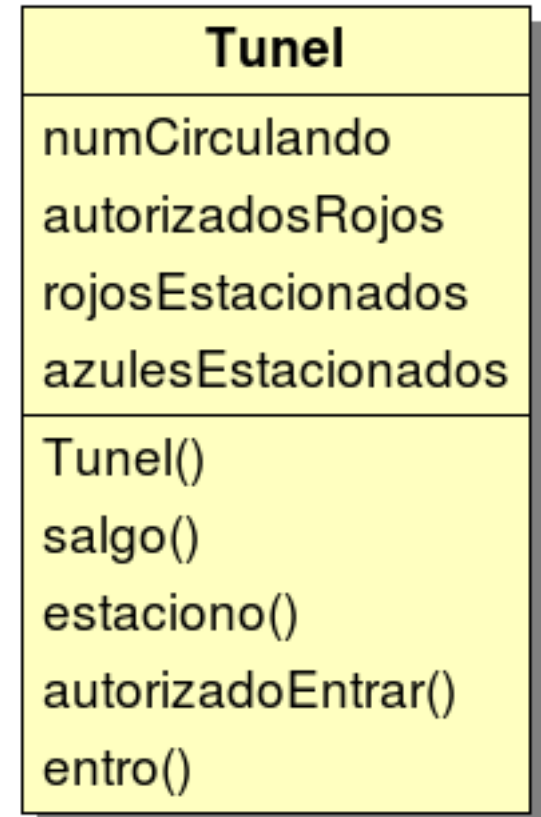 Tunel
numCirculando
autorizadosRojos
rojosEstacionados
azulesEstacionados
Tunel()
salgo()
estaciono()
autorizadoEntrar()
entro()